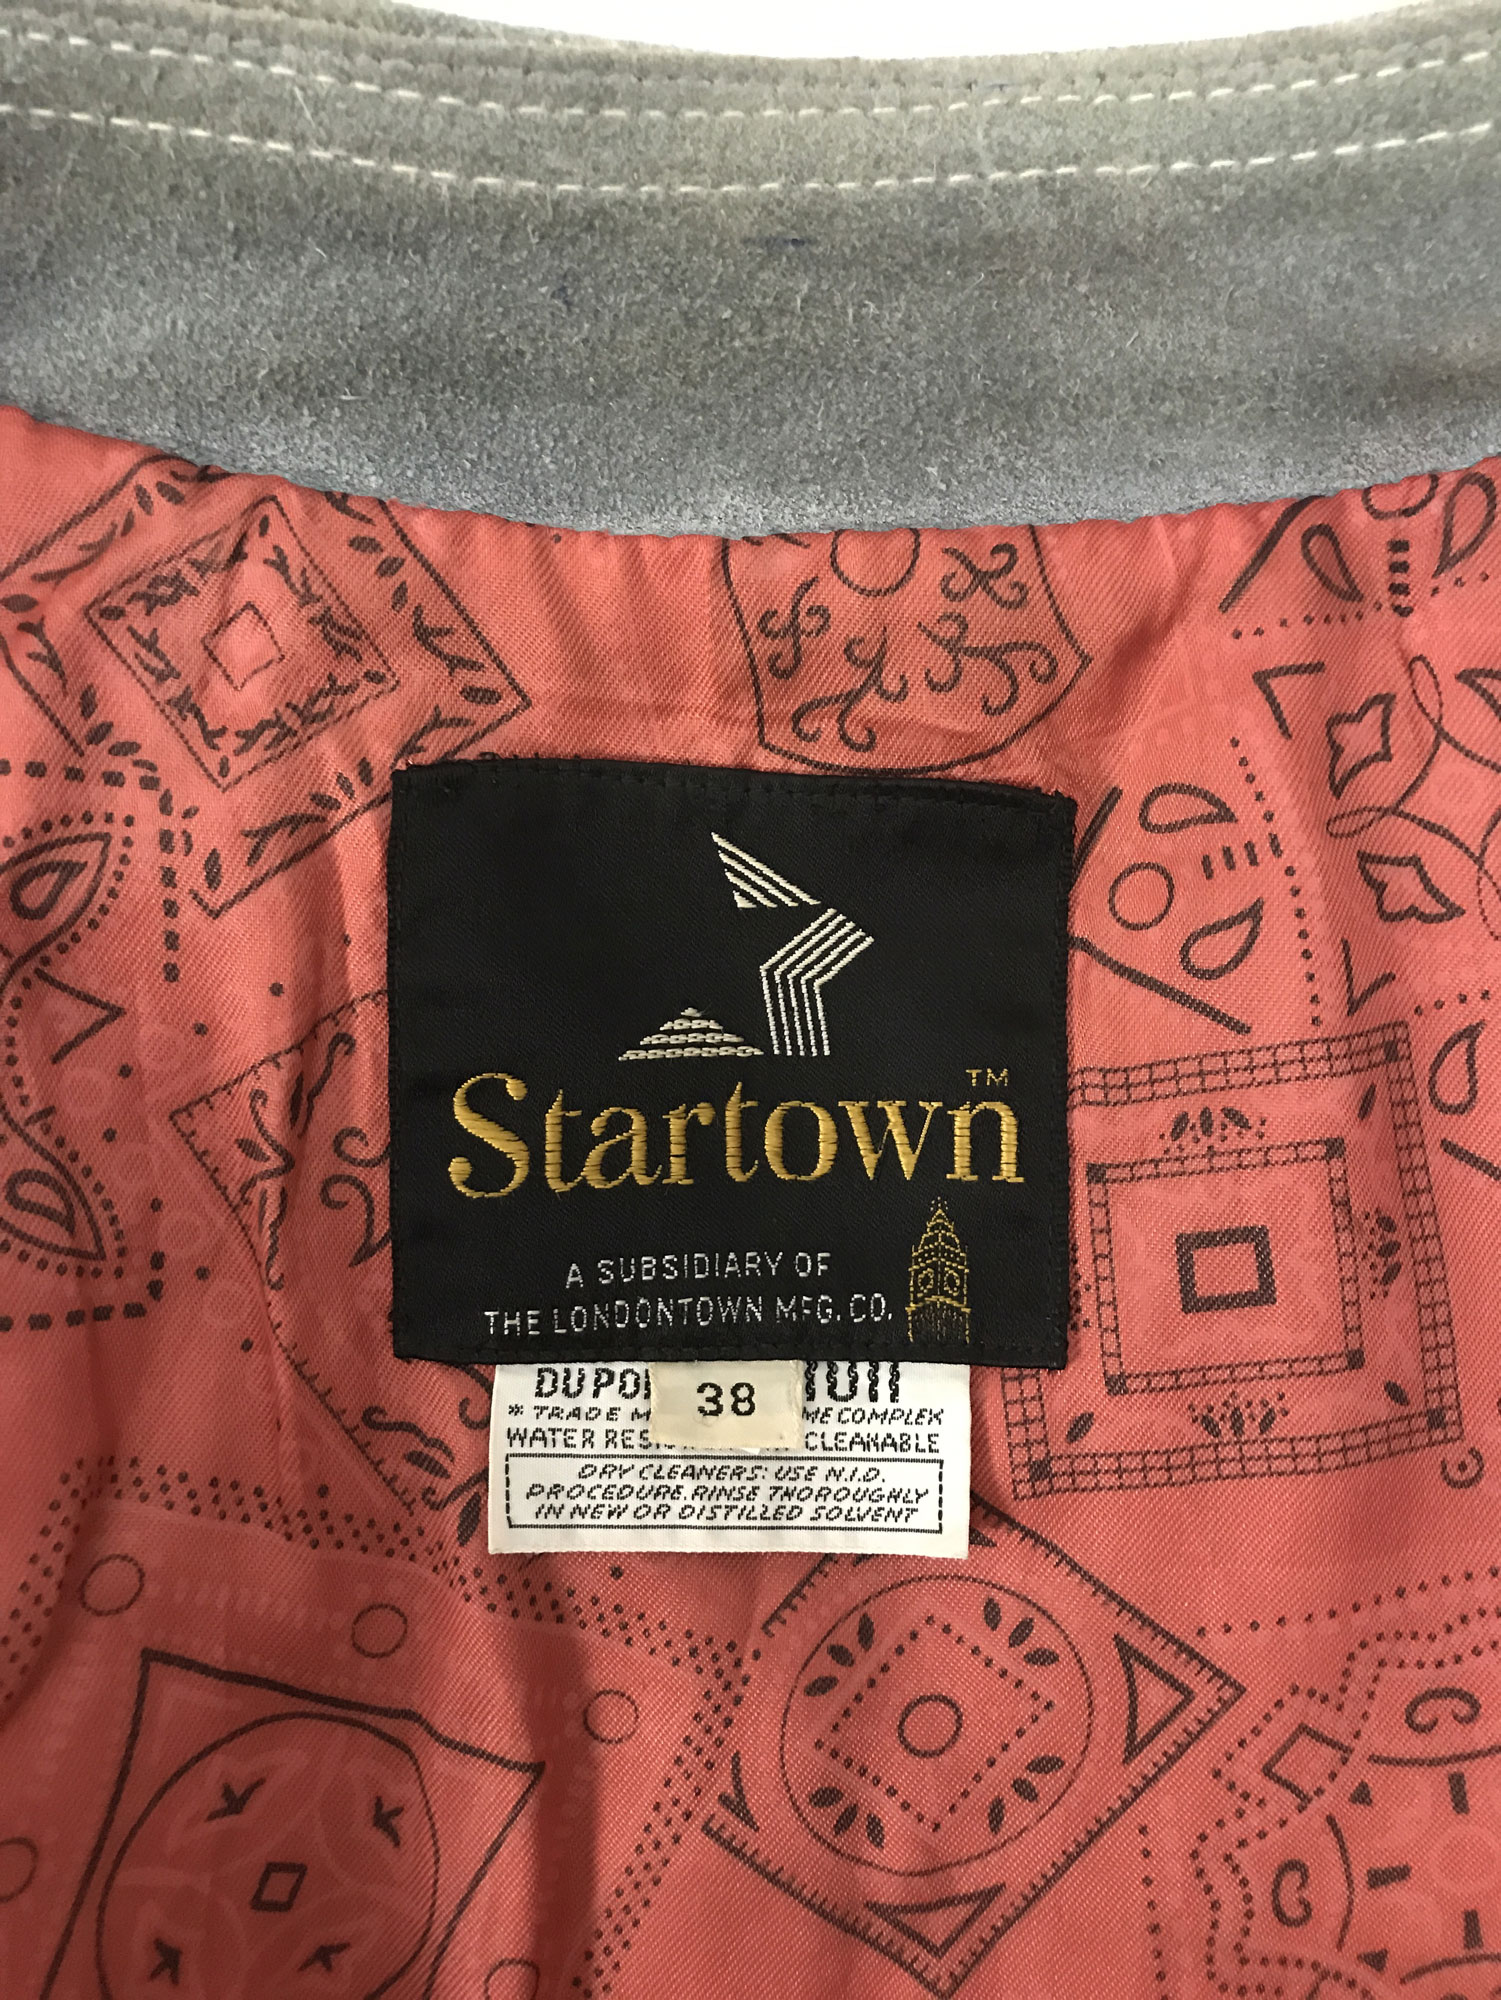 Startown™
A SUBSIDIARY OF
THE LONDONTOWN MFG. CO.
38
* TRADE
WATER CLEANABLE
DRY CLEANERS: USE N.I.D.
PROCEDURE. RINSE THOROUGHLY
IN NEW OR DISTILLED SOLVENT